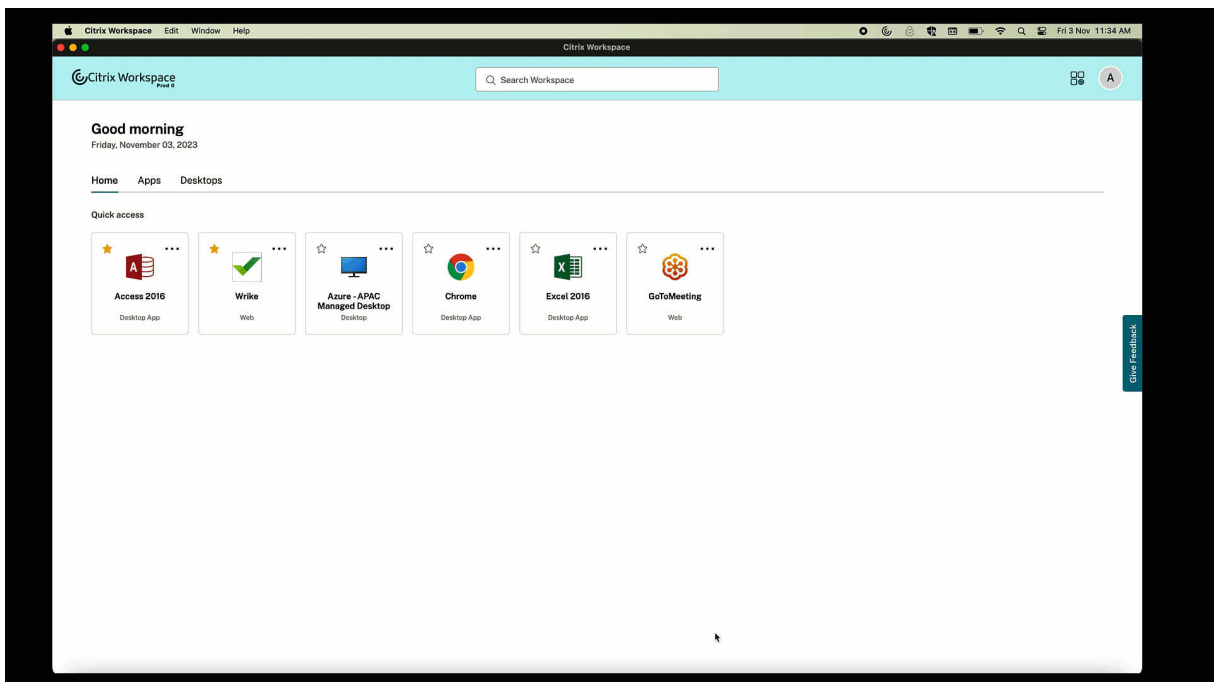 Citrix Workspace Edit Window Help Fri 3 Nov 11:34 AM
Citrix Workspace
Citrix Workspace
Prod 0
Search Workspace
A
Good morning
Friday, November 03, 2023
Home Apps Desktops
Quick access
A
Access 2016
Desktop App
Wrike
Web
Azure - APAC
Managed Desktop
Desktop
Chrome
Desktop App
X
Excel 2016
Desktop App
GoToMeeting
Web
Give Feedback